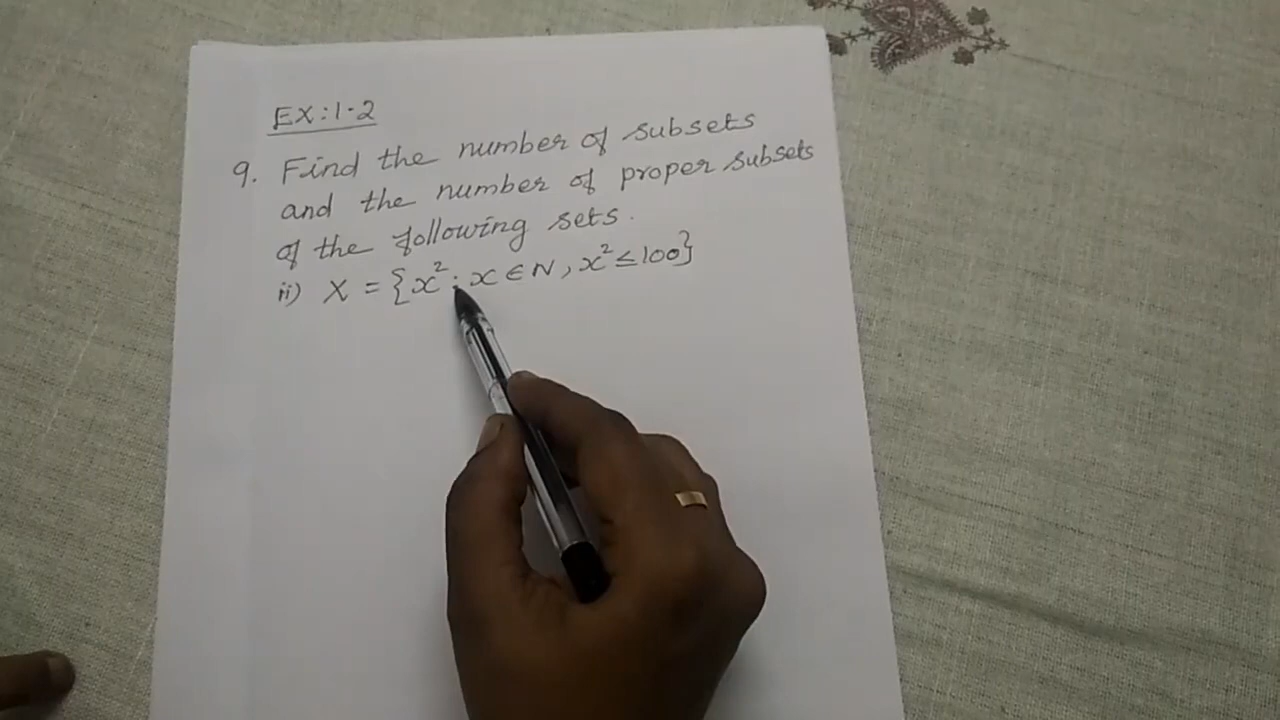 EX:1-2
9. Find the number of subsets
and the number of proper subsets
of the following sets.
ii) X = {x²: x ∈ N, x² ≤ 100}